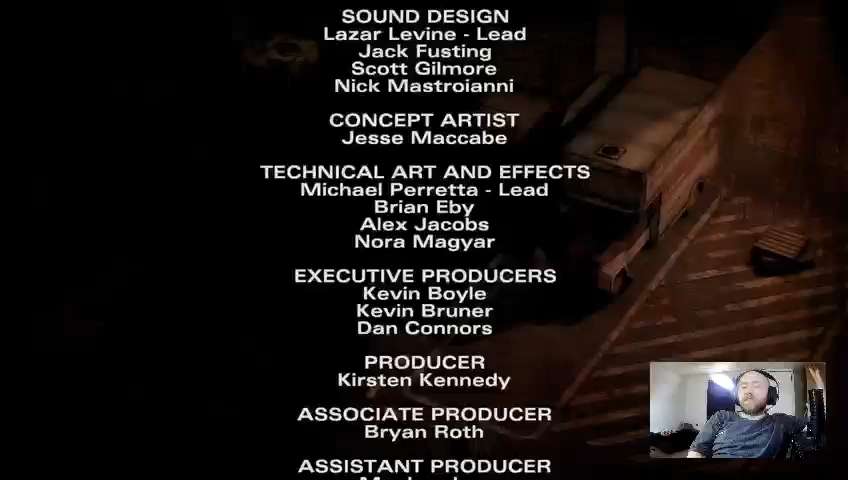 SOUND DESIGN
Lazar Levine - Lead
Jack Fusting
Scott Gilmore
Nick Mastroianni
CONCEPT ARTIST
Jesse Maccabe
TECHNICAL ART AND EFFECTS
Michael Perretta - Lead
Brian Eby
Alex Jacobs
Nora Magyar
EXECUTIVE PRODUCERS
Kevin Boyle
Kevin Bruner
Dan Connors
PRODUCER
Kirsten Kennedy
ASSOCIATE PRODUCER
Bryan Roth
ASSISTANT PRODUCER